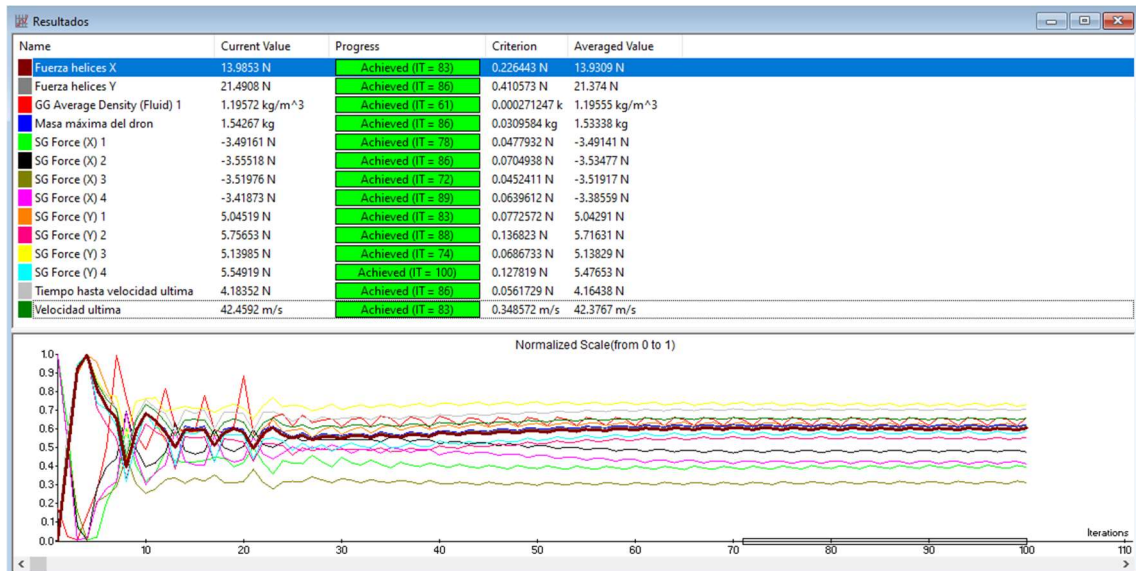 Resultados
Name Current Value Progress Criterion Averaged Value
Fuerza helices X 13.9853 N Achieved (IT = 83) 0.226443 N 13.9309 N
Fuerza helices Y 21.4908 N Achieved (IT = 86) 0.410573 N 21.374 N
GG Average Density (Fluid) 1 1.19572 kg/m^3 Achieved (IT = 61) 0.000271247 k 1.19555 kg/m^3
Masa máxima del dron 1.54267 kg Achieved (IT = 86) 0.0309584 kg 1.53338 kg
SG Force (X) 1 -3.49161 N Achieved (IT = 78) 0.0477932 N -3.49141 N
SG Force (X) 2 -3.55518 N Achieved (IT = 86) 0.0704938 N -3.53477 N
SG Force (X) 3 -3.51976 N Achieved (IT = 72) 0.0452411 N -3.51917 N
SG Force (X) 4 -3.41873 N Achieved (IT = 89) 0.0639612 N -3.38559 N
SG Force (Y) 1 5.04519 N Achieved (IT = 83) 0.0772572 N 5.04291 N
SG Force (Y) 2 5.75653 N Achieved (IT = 88) 0.136823 N 5.71631 N
SG Force (Y) 3 5.13985 N Achieved (IT = 74) 0.0686733 N 5.13829 N
SG Force (Y) 4 5.54919 N Achieved (IT = 100) 0.127819 N 5.47653 N
Tiempo hasta velocidad ultima 4.18352 N Achieved (IT = 86) 0.0561729 N 4.16438 N
Velocidad ultima 42.4592 m/s Achieved (IT = 83) 0.348572 m/s 42.3767 m/s
Normalized Scale(from 0 to 1)
1.0
0.9
0.8
0.7
0.6
0.5
0.4
0.3
0.2
0.1
0.0
Iterations
10 20 30 40 50 60 70 80 90 100 110